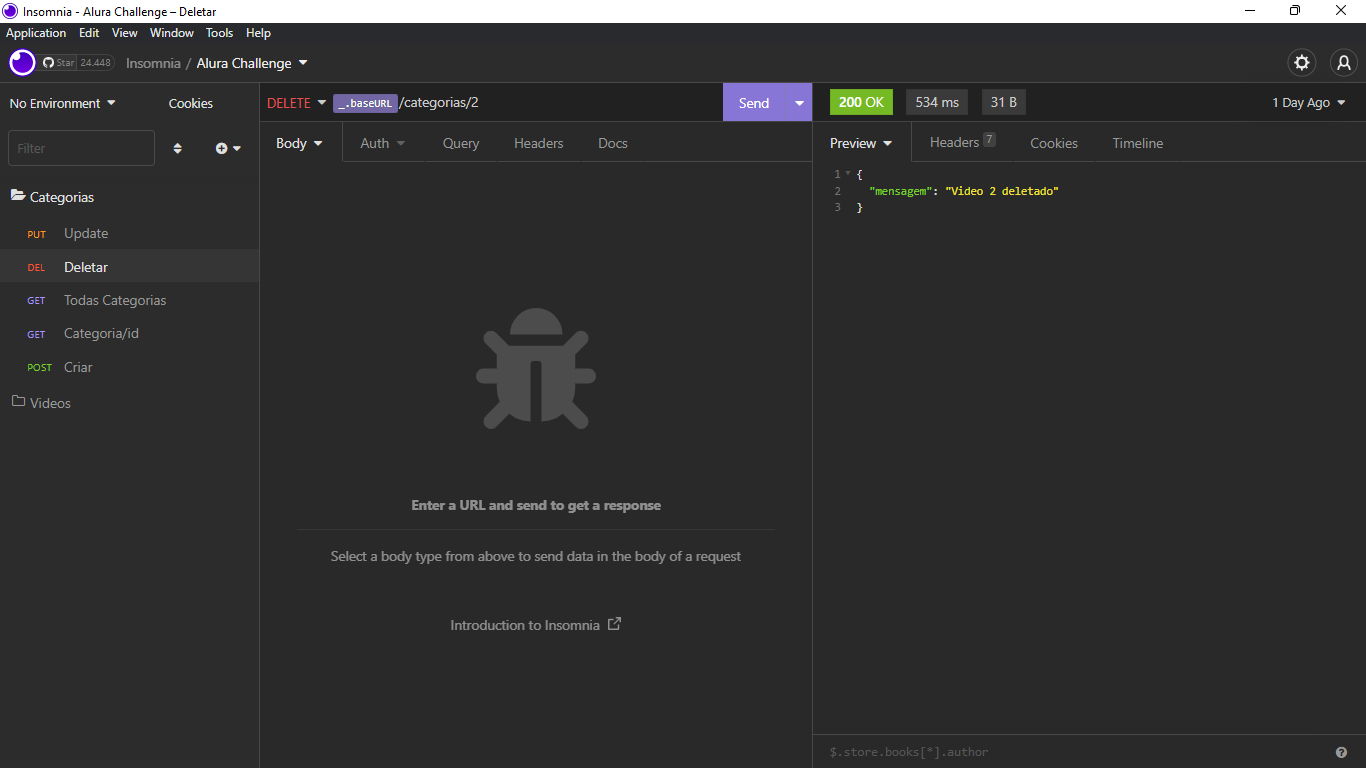 Insomnia - Alura Challenge – Deletar
Application Edit View Window Tools Help
Star 24.448 Insomnia / Alura Challenge
No Environment Cookies
DELETE _.baseURL /categorias/2 Send
200 OK 534 ms 31 B 1 Day Ago
Filter
Body Auth Query Headers Docs
Preview Headers 7 Cookies Timeline
Categorias
PUT Update
DEL Deletar
GET Todas Categorias
GET Categoria/id
POST Criar
Videos
Enter a URL and send to get a response
Select a body type from above to send data in the body of a request
Introduction to Insomnia
1 {
2 "mensagem": "Video 2 deletado"
3 }
$.store.books[*].author